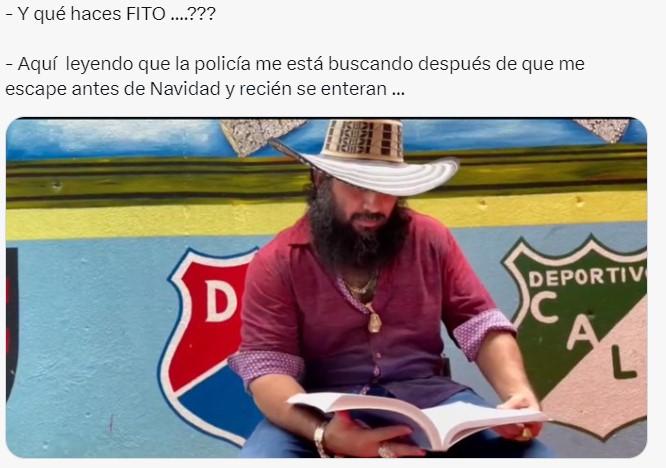 - Y qué haces FITO ....???
- Aquí  leyendo que la policía me está buscando después de que me
escape antes de Navidad y recién se enteran ...
D
DEPORTIV
C
A
L